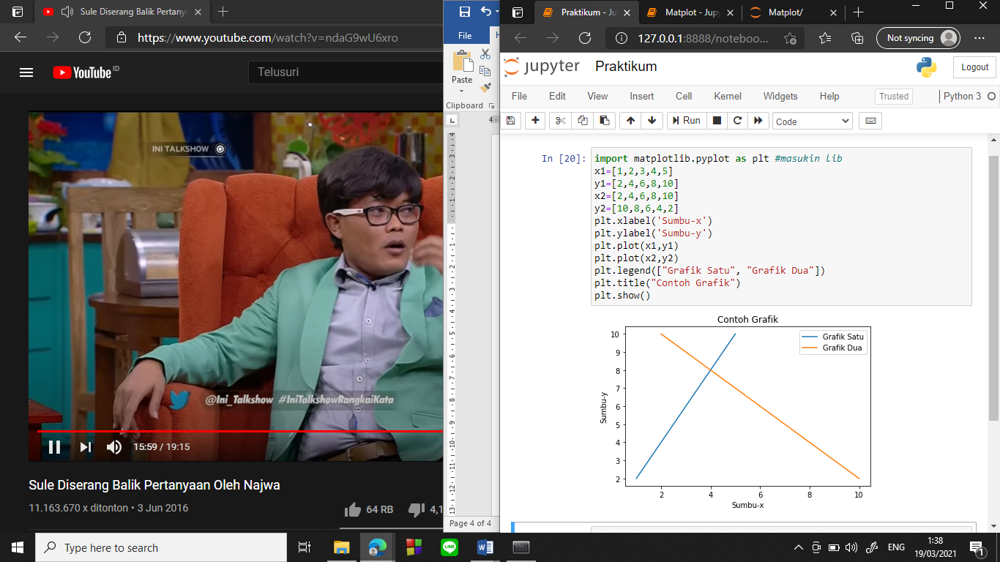 Sule Diserang Balik Pertanya
https://www.youtube.com/watch?v=ndaG9wU6xro
YouTube ID
Telusuri
INI TALKSHOW
@Ini_Talkshow #IniTalkshowRangkaiKata
15:59 / 19:15
Sule Diserang Balik Pertanyaan Oleh Najwa
11.163.670 x ditonton • 3 Jun 2016
64 RB
4,1
File
Paste
Clipboard
Page 4 of 4
Praktikum - Ju
Matplot - Jupy
Matplot/
127.0.0.1:8888/noteboo...
Not syncing
jupyter Praktikum
Logout
File Edit View Insert Cell Kernel Widgets Help
Trusted
Python 3
Run
Code
In [20]:
import matplotlib.pyplot as plt #masukin lib
x1=[1,2,3,4,5]
y1=[2,4,6,8,10]
x2=[2,4,6,8,10]
y2=[10,8,6,4,2]
plt.xlabel('Sumbu-x')
plt.ylabel('Sumbu-y')
plt.plot(x1,y1)
plt.plot(x2,y2)
plt.legend(["Grafik Satu", "Grafik Dua"])
plt.title("Contoh Grafik")
plt.show()
Contoh Grafik
Grafik Satu
Grafik Dua
10
9
8
7
6
5
4
3
2
Sumbu-y
2 4 6 8 10
Sumbu-x
Type here to search
ENG
1:38
19/03/2021
1